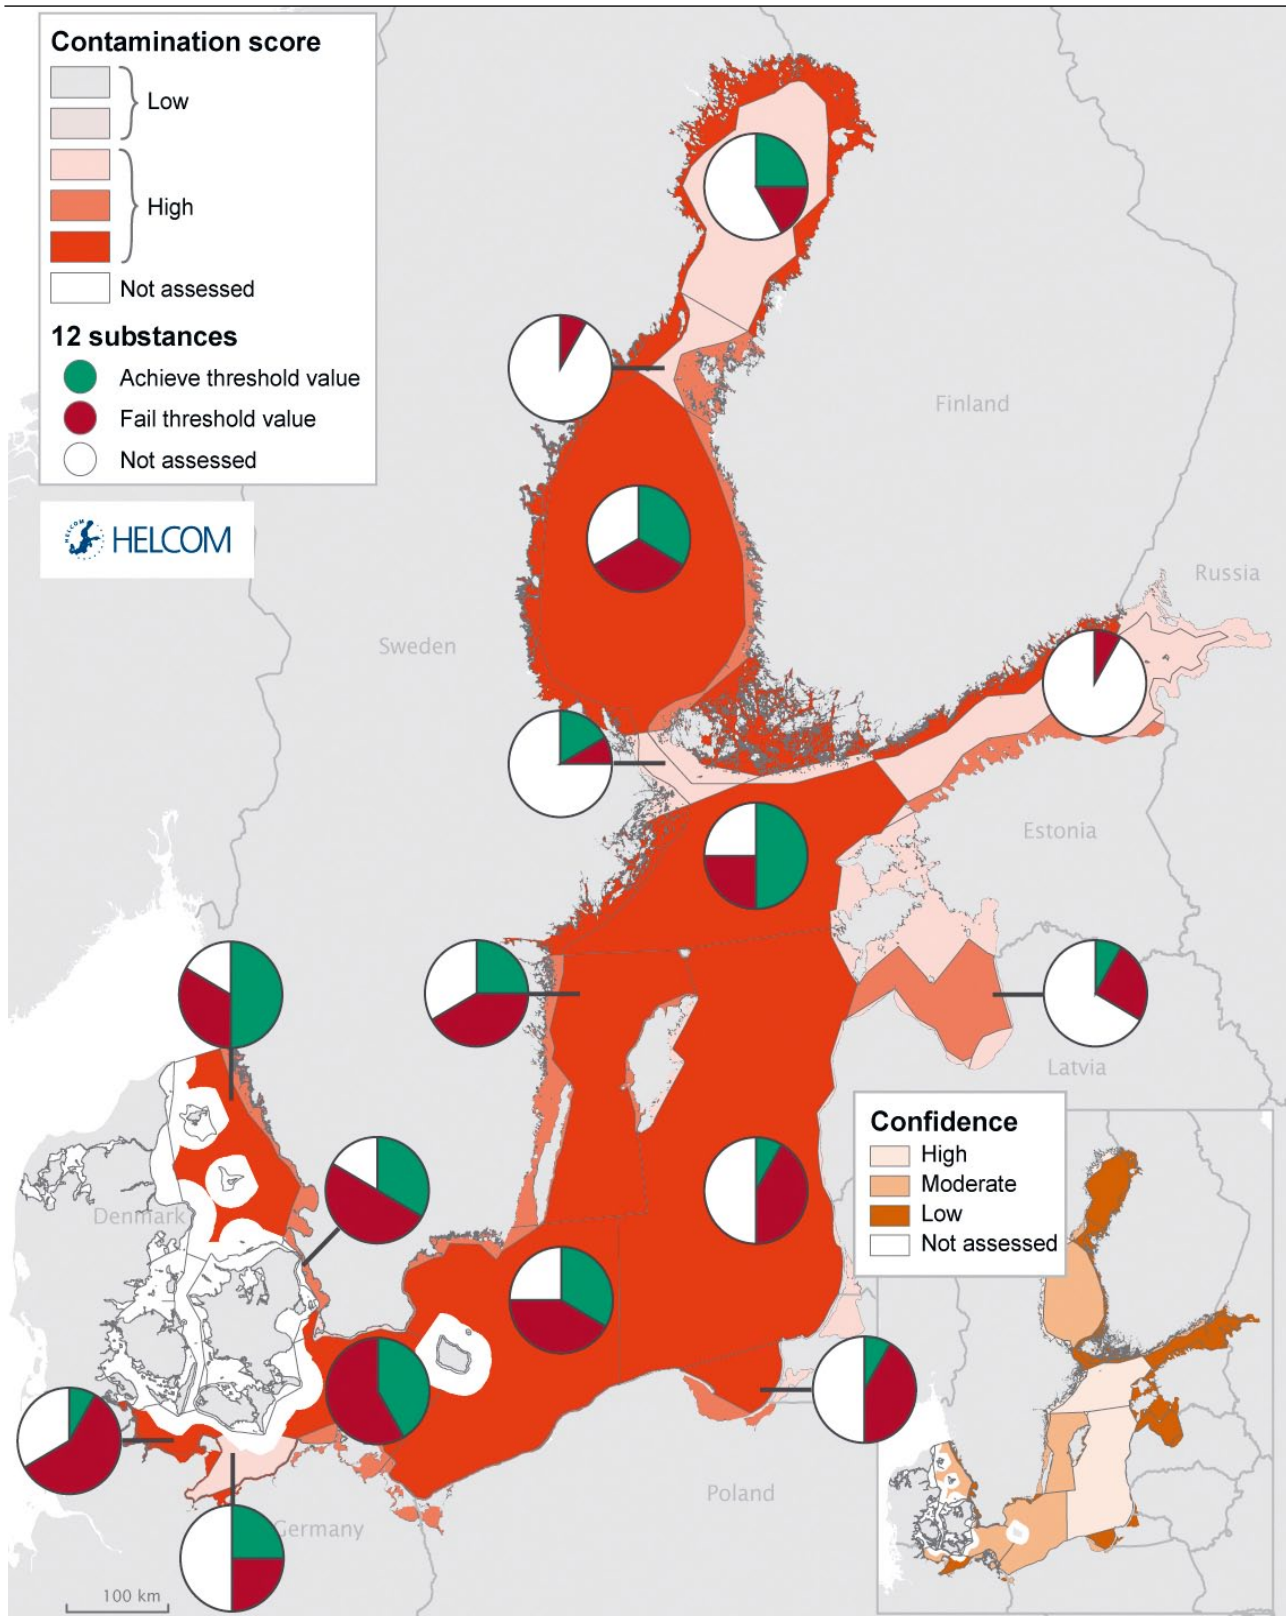 Contamination score
Low
High
Not assessed
12 substances
Achieve threshold value
Fail threshold value
Not assessed
HELCOM
HELCOM
Finland
Russia
Sweden
Estonia
Latvia
Denmark
Confidence
High
Moderate
Low
Not assessed
Poland
Germany
100 km